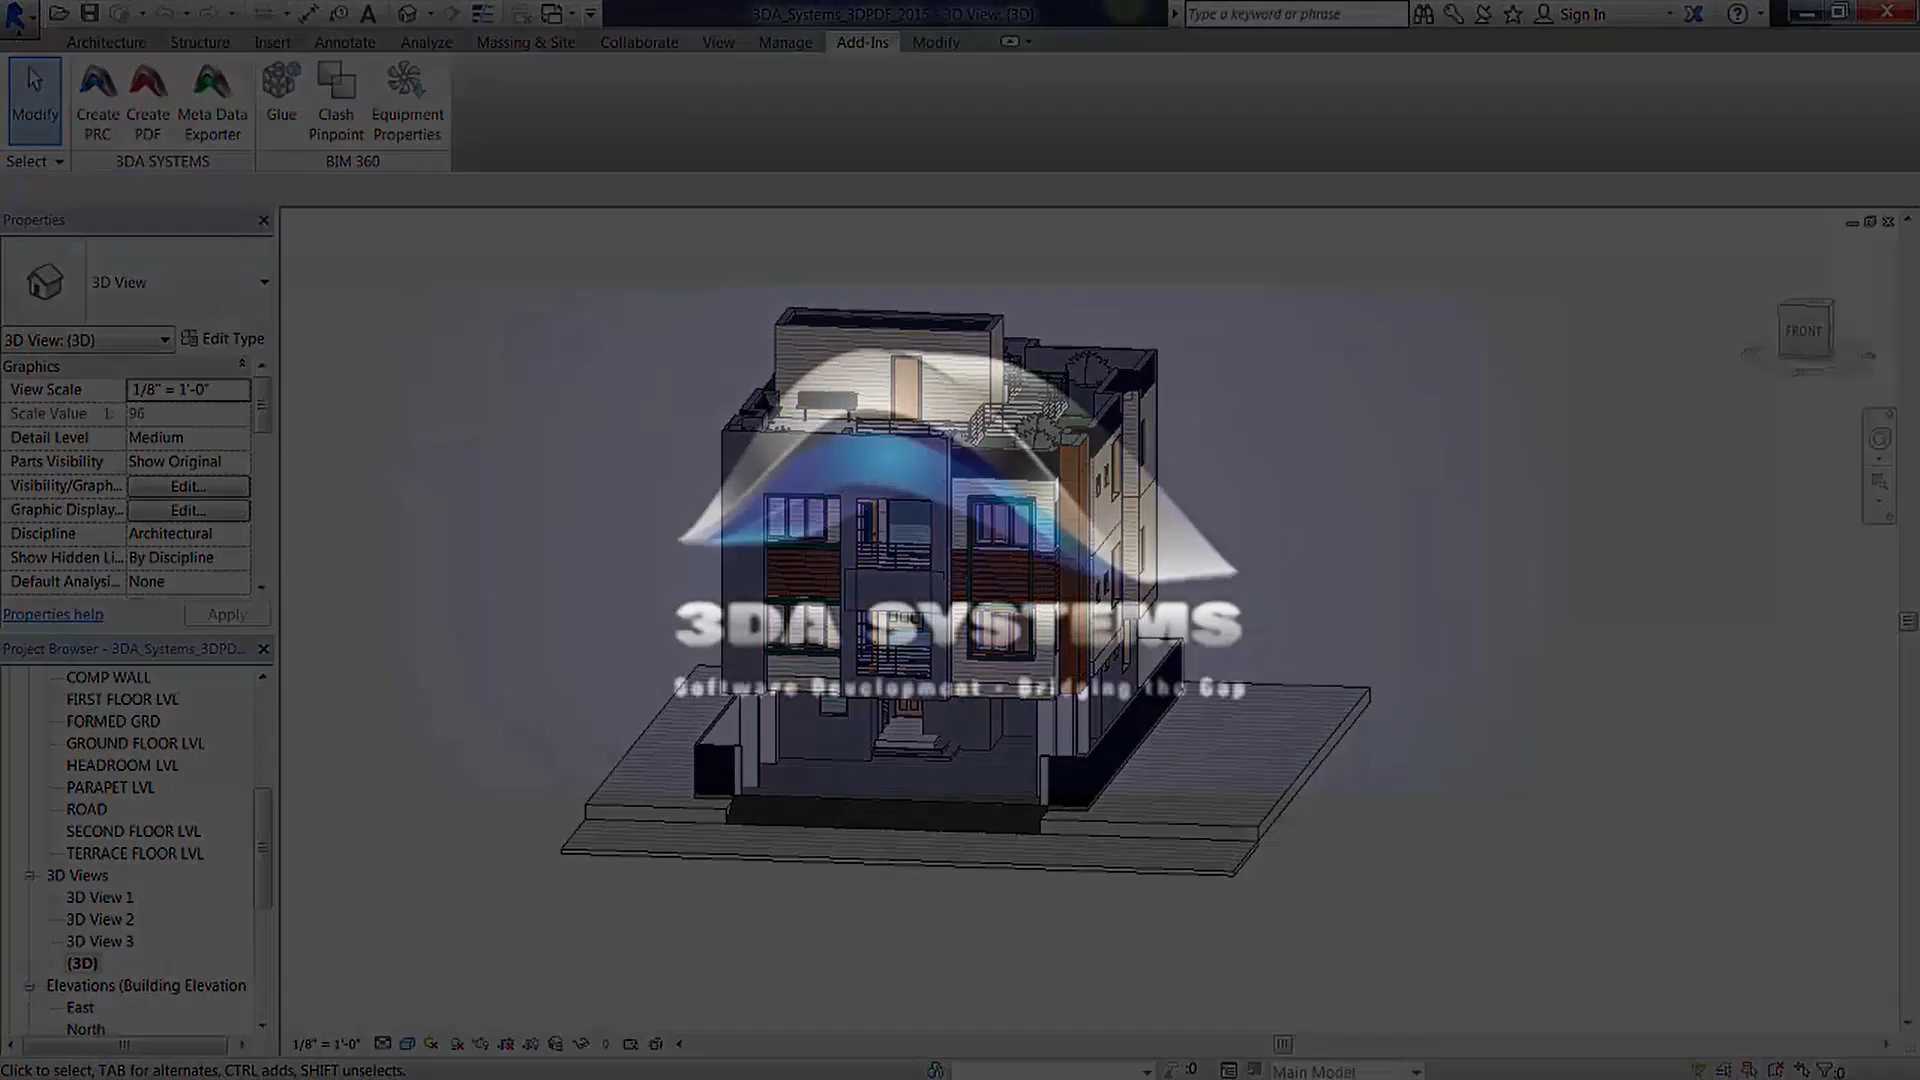 3DA_Systems_3DPDF_2015 - 3D View: {3D}
Type a keyword or phrase
Sign In
Architecture Structure Insert Annotate Analyze Massing & Site Collaborate View Manage Add-Ins Modify
Modify
Create PRC
Create PDF
Meta Data Exporter
Glue
Clash Pinpoint
Equipment Properties
Select
3DA SYSTEMS
BIM 360
Properties
3D View
3D View: {3D}
Edit Type
Graphics
View Scale 1/8" = 1'-0"
Scale Value 1: 96
Detail Level Medium
Parts Visibility Show Original
Visibility/Graph... Edit...
Graphic Display... Edit...
Discipline Architectural
Show Hidden Li... By Discipline
Default Analysi... None
Properties help
Apply
Project Browser - 3DA_Systems_3DPD...
COMP WALL
FIRST FLOOR LVL
FORMED GRD
GROUND FLOOR LVL
HEADROOM LVL
PARAPET LVL
ROAD
SECOND FLOOR LVL
TERRACE FLOOR LVL
3D Views
3D View 1
3D View 2
3D View 3
{3D}
Elevations (Building Elevation
East
North
FRONT
3DA SYSTEMS
Software Development - Bridging the Gap
1/8" = 1'-0"
Click to select, TAB for alternates, CTRL adds, SHIFT unselects.
:0
Main Model
:0